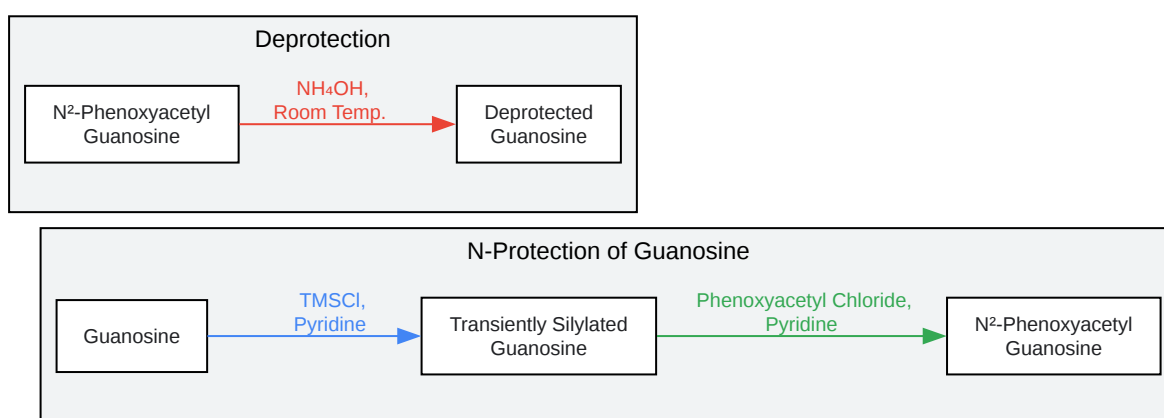 Deprotection
N²-Phenoxyacetyl
Guanosine
NH₄OH,
Room Temp.
Deprotected
Guanosine
N-Protection of Guanosine
Guanosine
TMSCl,
Pyridine
Transiently Silylated
Guanosine
Phenoxyacetyl Chloride,
Pyridine
N²-Phenoxyacetyl
Guanosine